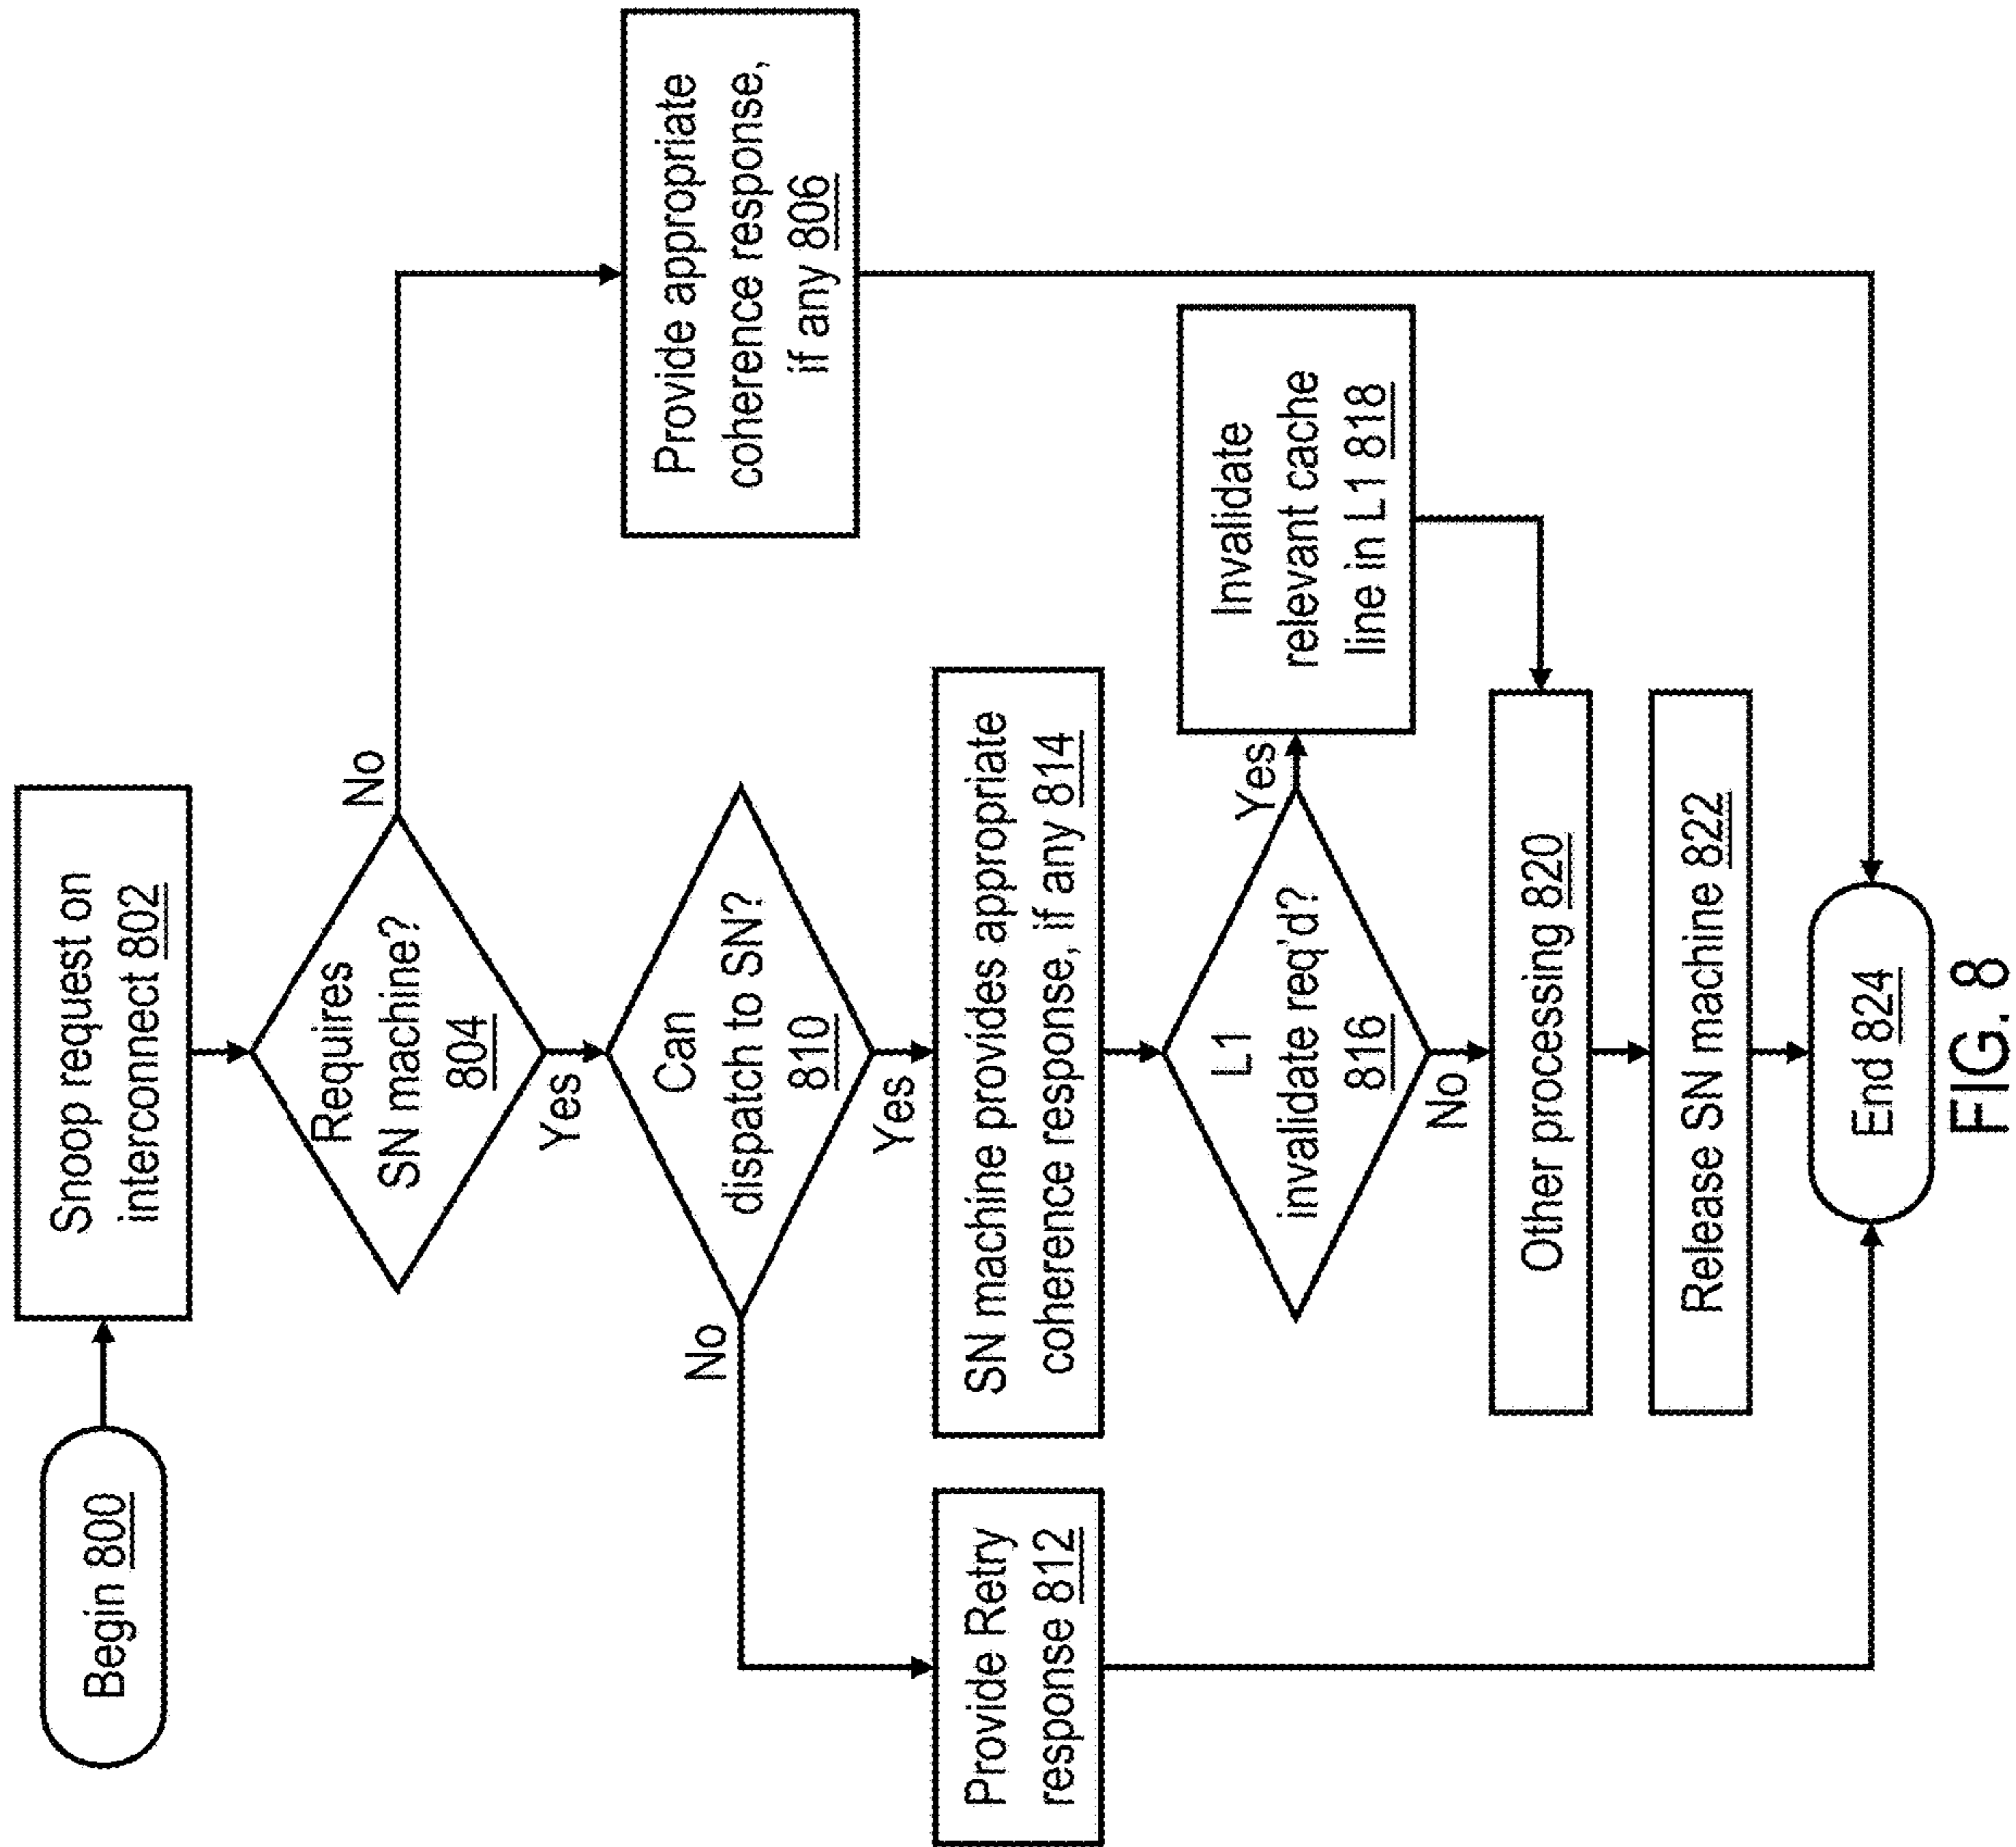 Begin 800
Snoop request on
interconnect 802
Requires
SN machine?
804
No
Yes
Provide appropriate
coherence response,
if any 806
Can
dispatch to SN?
810
No
Yes
Provide Retry
response 812
SN machine provides appropriate
coherence response, if any 814
L1
invalidate req'd?
816
Yes
No
Invalidate
relevant cache
line in L1 818
Other processing 820
Release SN machine 822
End 824
FIG. 8